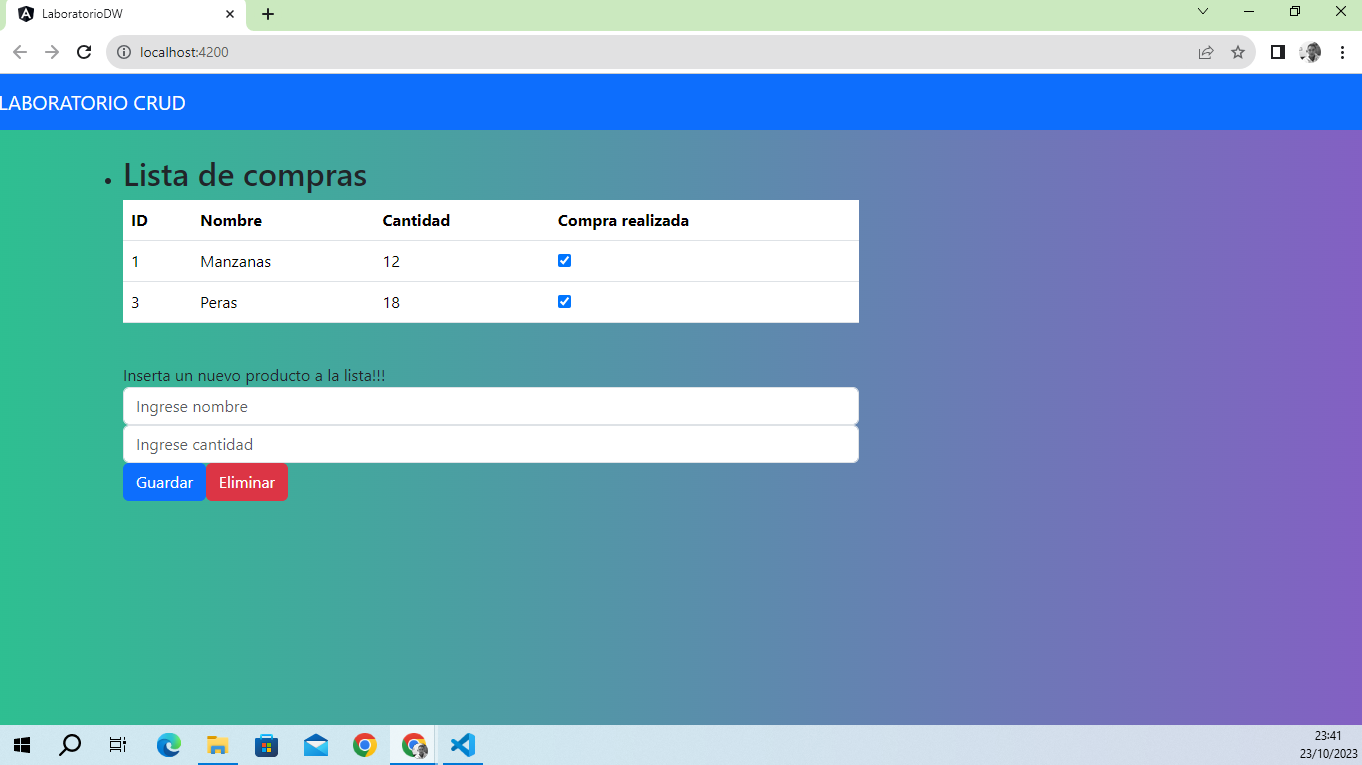 LaboratorioDW
localhost:4200
LABORATORIO CRUD
Lista de compras
ID Nombre Cantidad Compra realizada
1 Manzanas 12
3 Peras 18
Inserta un nuevo producto a la lista!!!
Ingrese nombre
Ingrese cantidad
Guardar Eliminar
23:41
23/10/2023